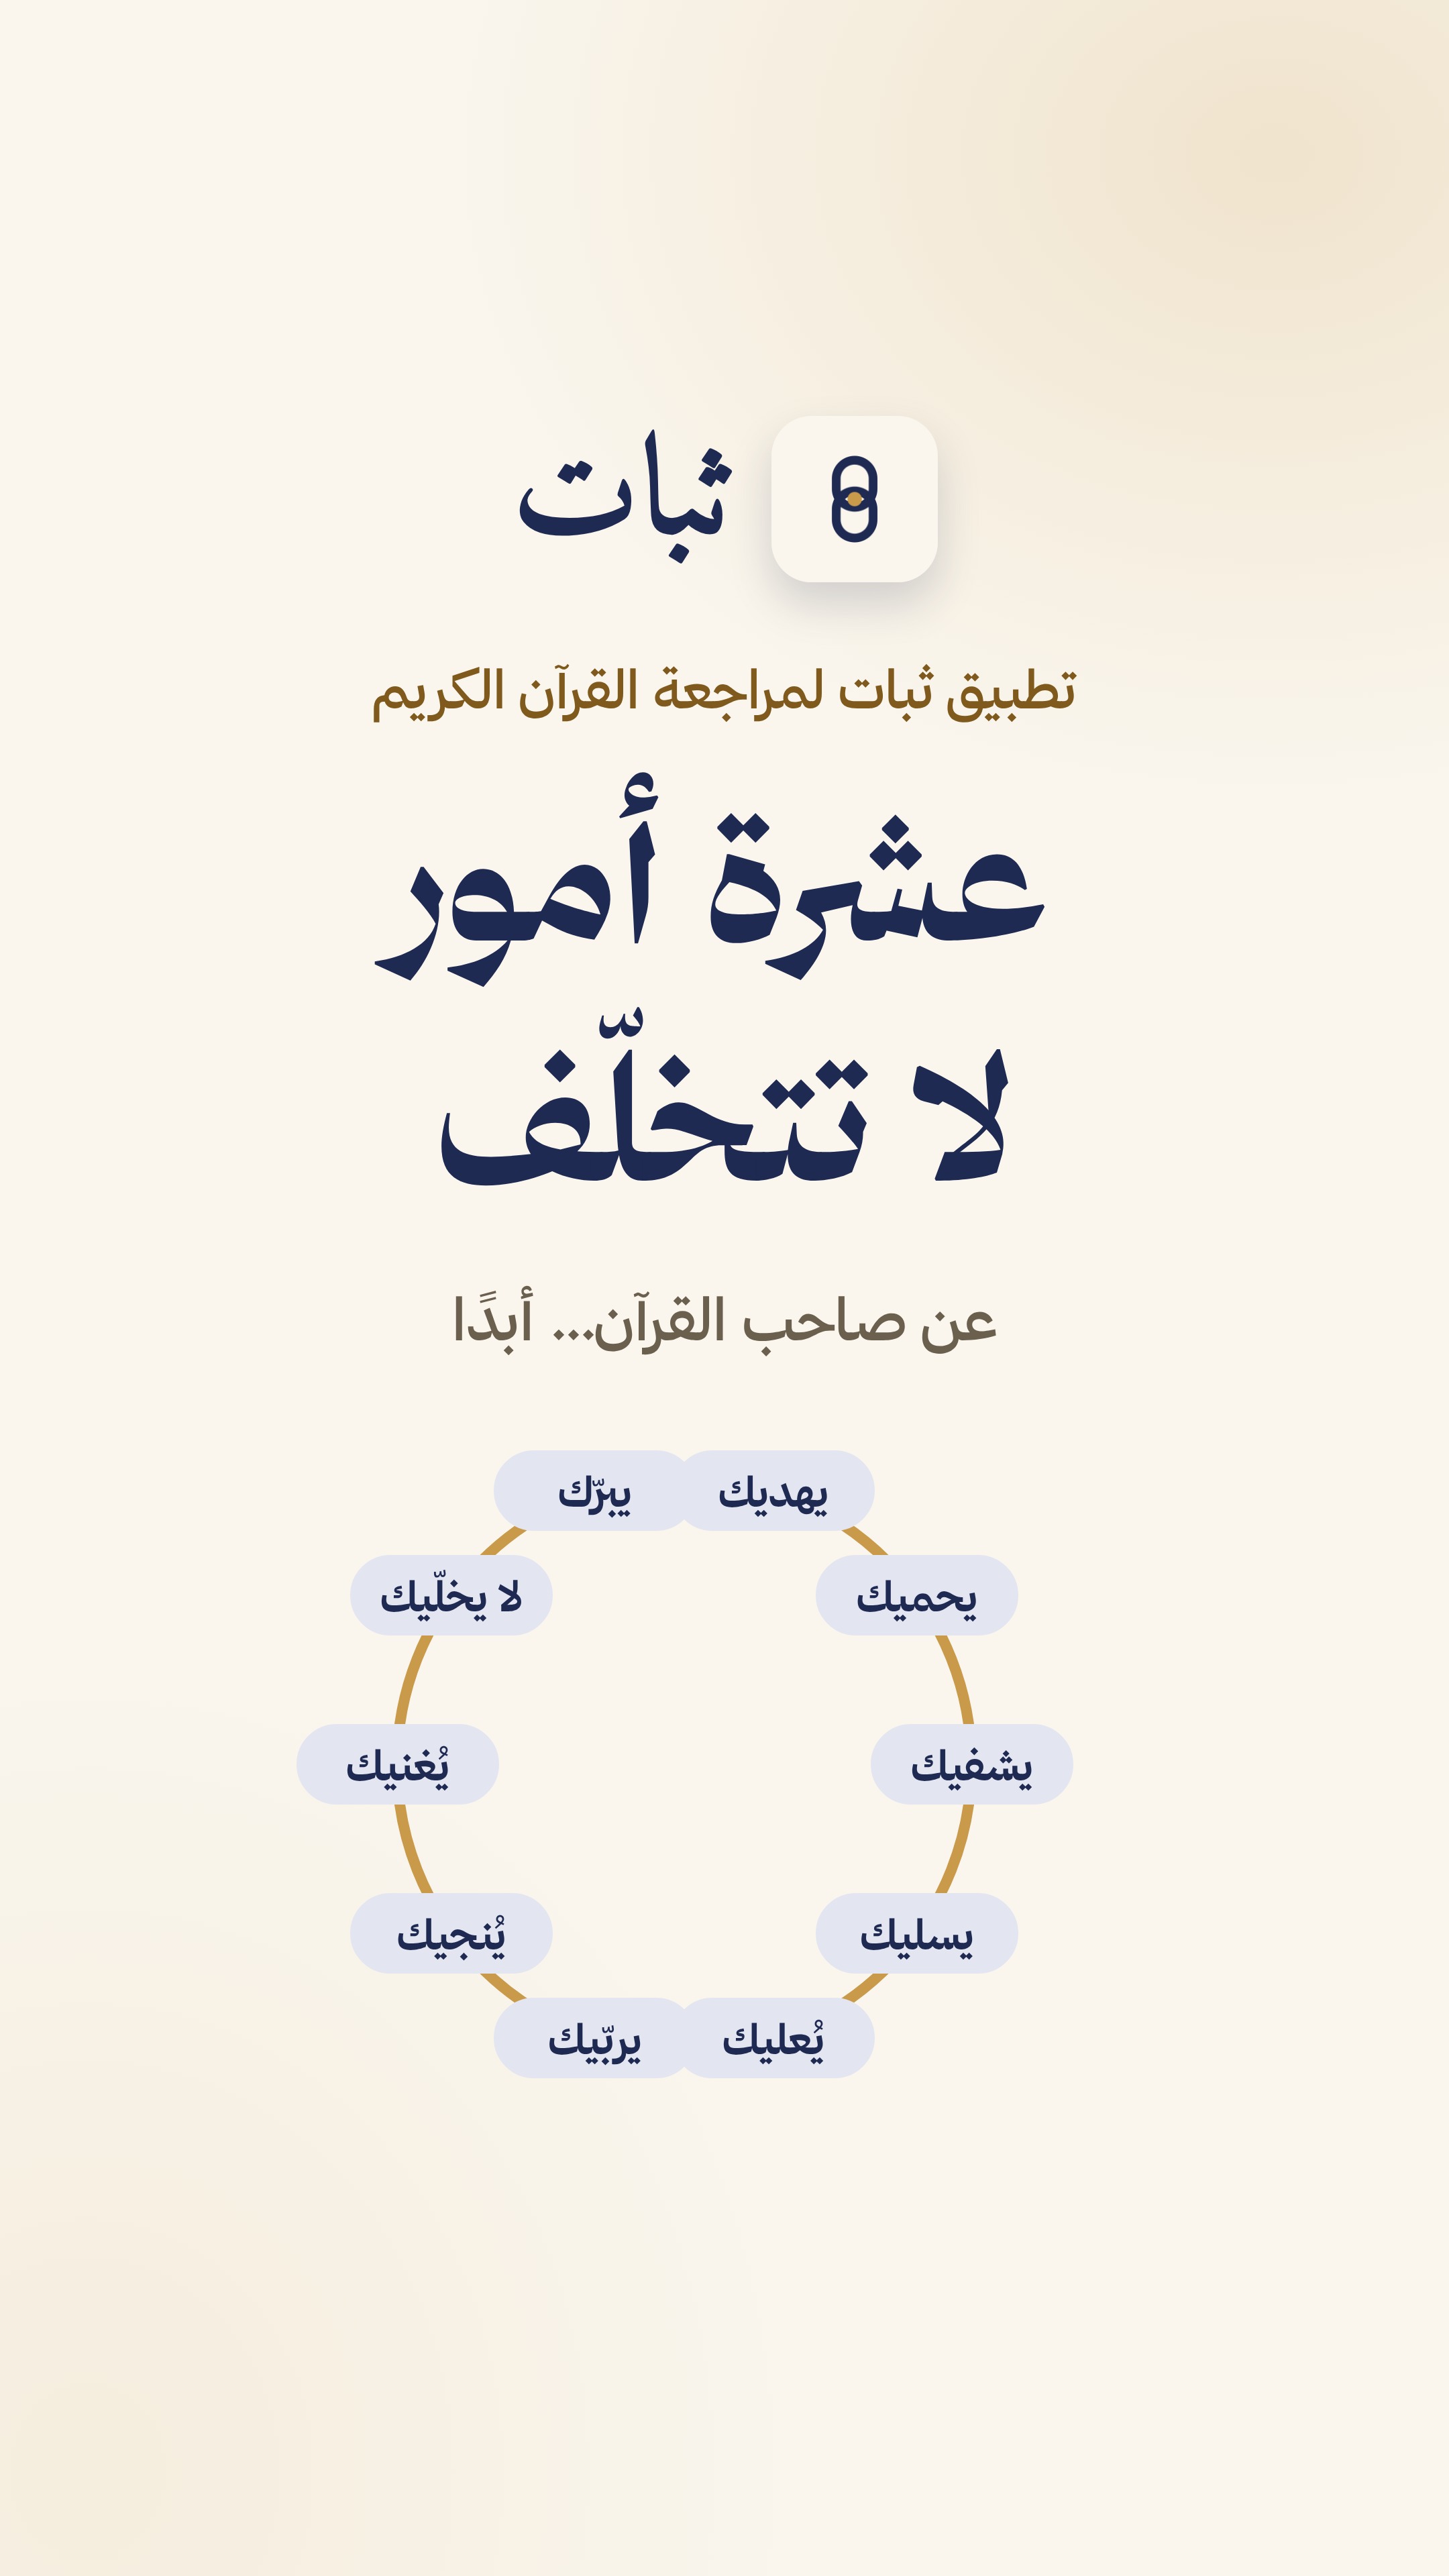 ثبات
تطبيق ثبات لمراجعة القرآن الكريم
عشرة أمور
لا تتخلّف
عن صاحب القرآن... أبدًا
يهديك
يبرّك
يحميك
لا يخلّيك
يشفيك
يُغنيك
يسليك
يُنجيك
يُعليك
يربّيك